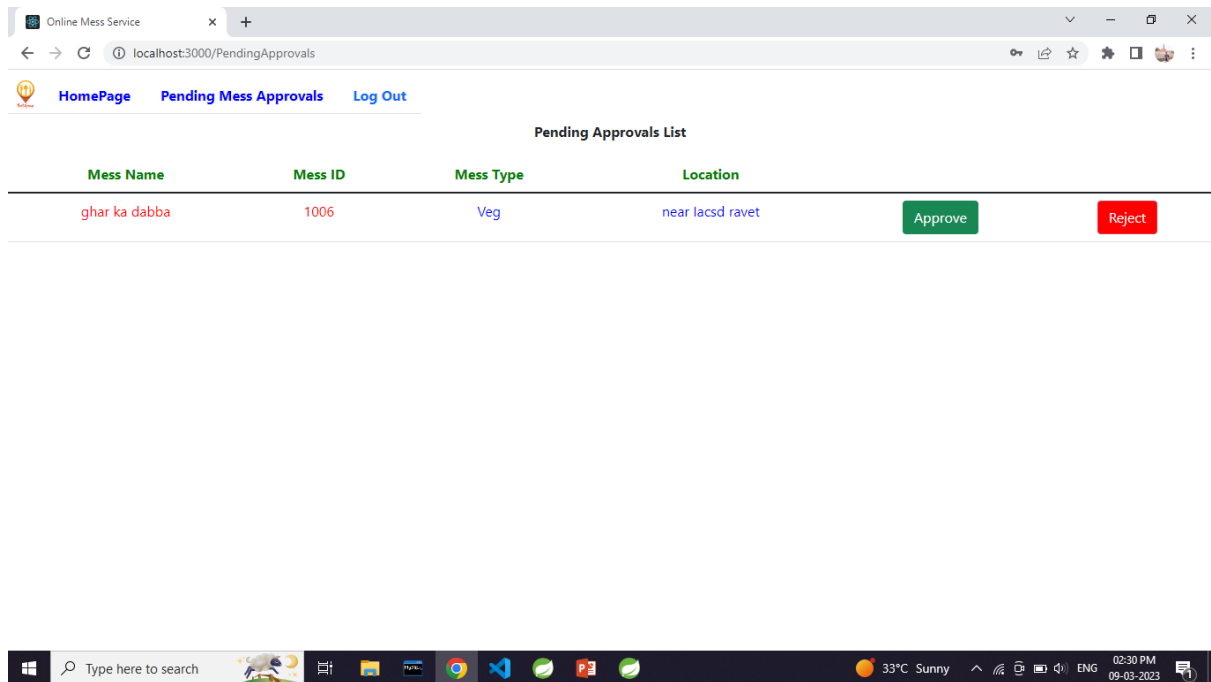 Online Mess Service
localhost:3000/PendingApprovals
HomePage Pending Mess Approvals Log Out
Pending Approvals List
Mess Name Mess ID Mess Type Location
ghar ka dabba 1006 Veg near Iacsd ravet Approve Reject
Type here to search 33°C Sunny ENG 02:30 PM
09-03-2023